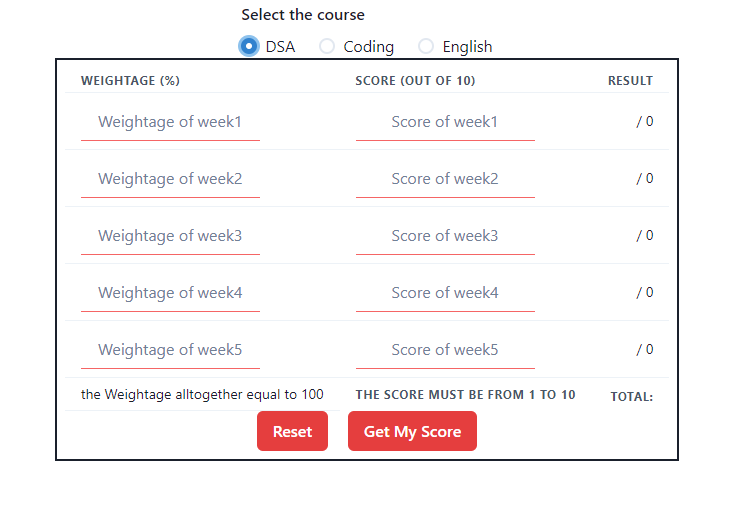 Select the course
DSA Coding English
WEIGHTAGE (%) SCORE (OUT OF 10) RESULT
Weightage of week1 Score of week1 / 0
Weightage of week2 Score of week2 / 0
Weightage of week3 Score of week3 / 0
Weightage of week4 Score of week4 / 0
Weightage of week5 Score of week5 / 0
the Weightage alltogether equal to 100 THE SCORE MUST BE FROM 1 TO 10 TOTAL:
Reset Get My Score